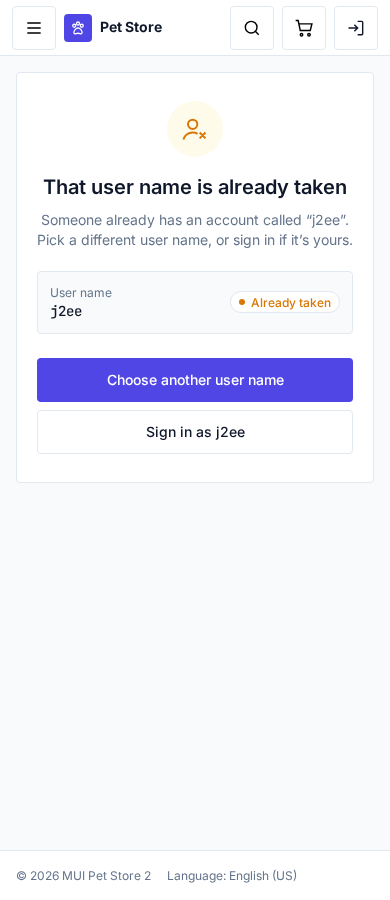 Pet Store
That user name is already taken
Someone already has an account called “j2ee”.
Pick a different user name, or sign in if it’s yours.
User name
j2ee
Already taken
Choose another user name
Sign in as j2ee
© 2026 MUI Pet Store 2 Language: English (US)